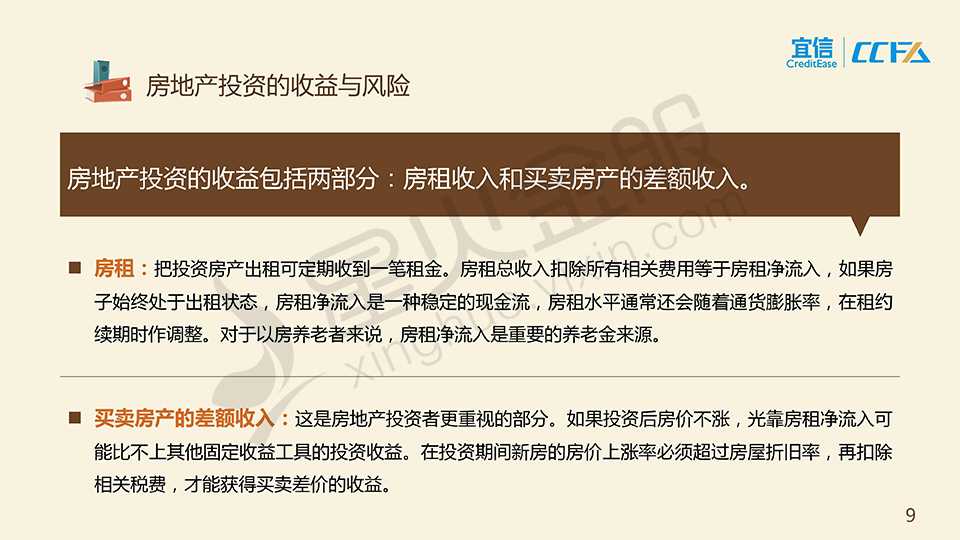 宜信
CreditEase
CCFA
房地产投资的收益与风险
房地产投资的收益包括两部分：房租收入和买卖房产的差额收入。
房租：把投资房产出租可定期收到一笔租金。房租总收入扣除所有相关费用等于房租净流入，如果房
子始终处于出租状态，房租净流入是一种稳定的现金流，房租水平通常还会随着通货膨胀率，在租约
续期时作调整。对于以房养老者来说，房租净流入是重要的养老金来源。
买卖房产的差额收入：这是房地产投资者更重视的部分。如果投资后房价不涨，光靠房租净流入可
能比不上其他固定收益工具的投资收益。在投资期间新房的房价上涨率必须超过房屋折旧率，再扣除
相关税费，才能获得买卖差价的收益。
星火金服
xinghuo.yixin.com
9